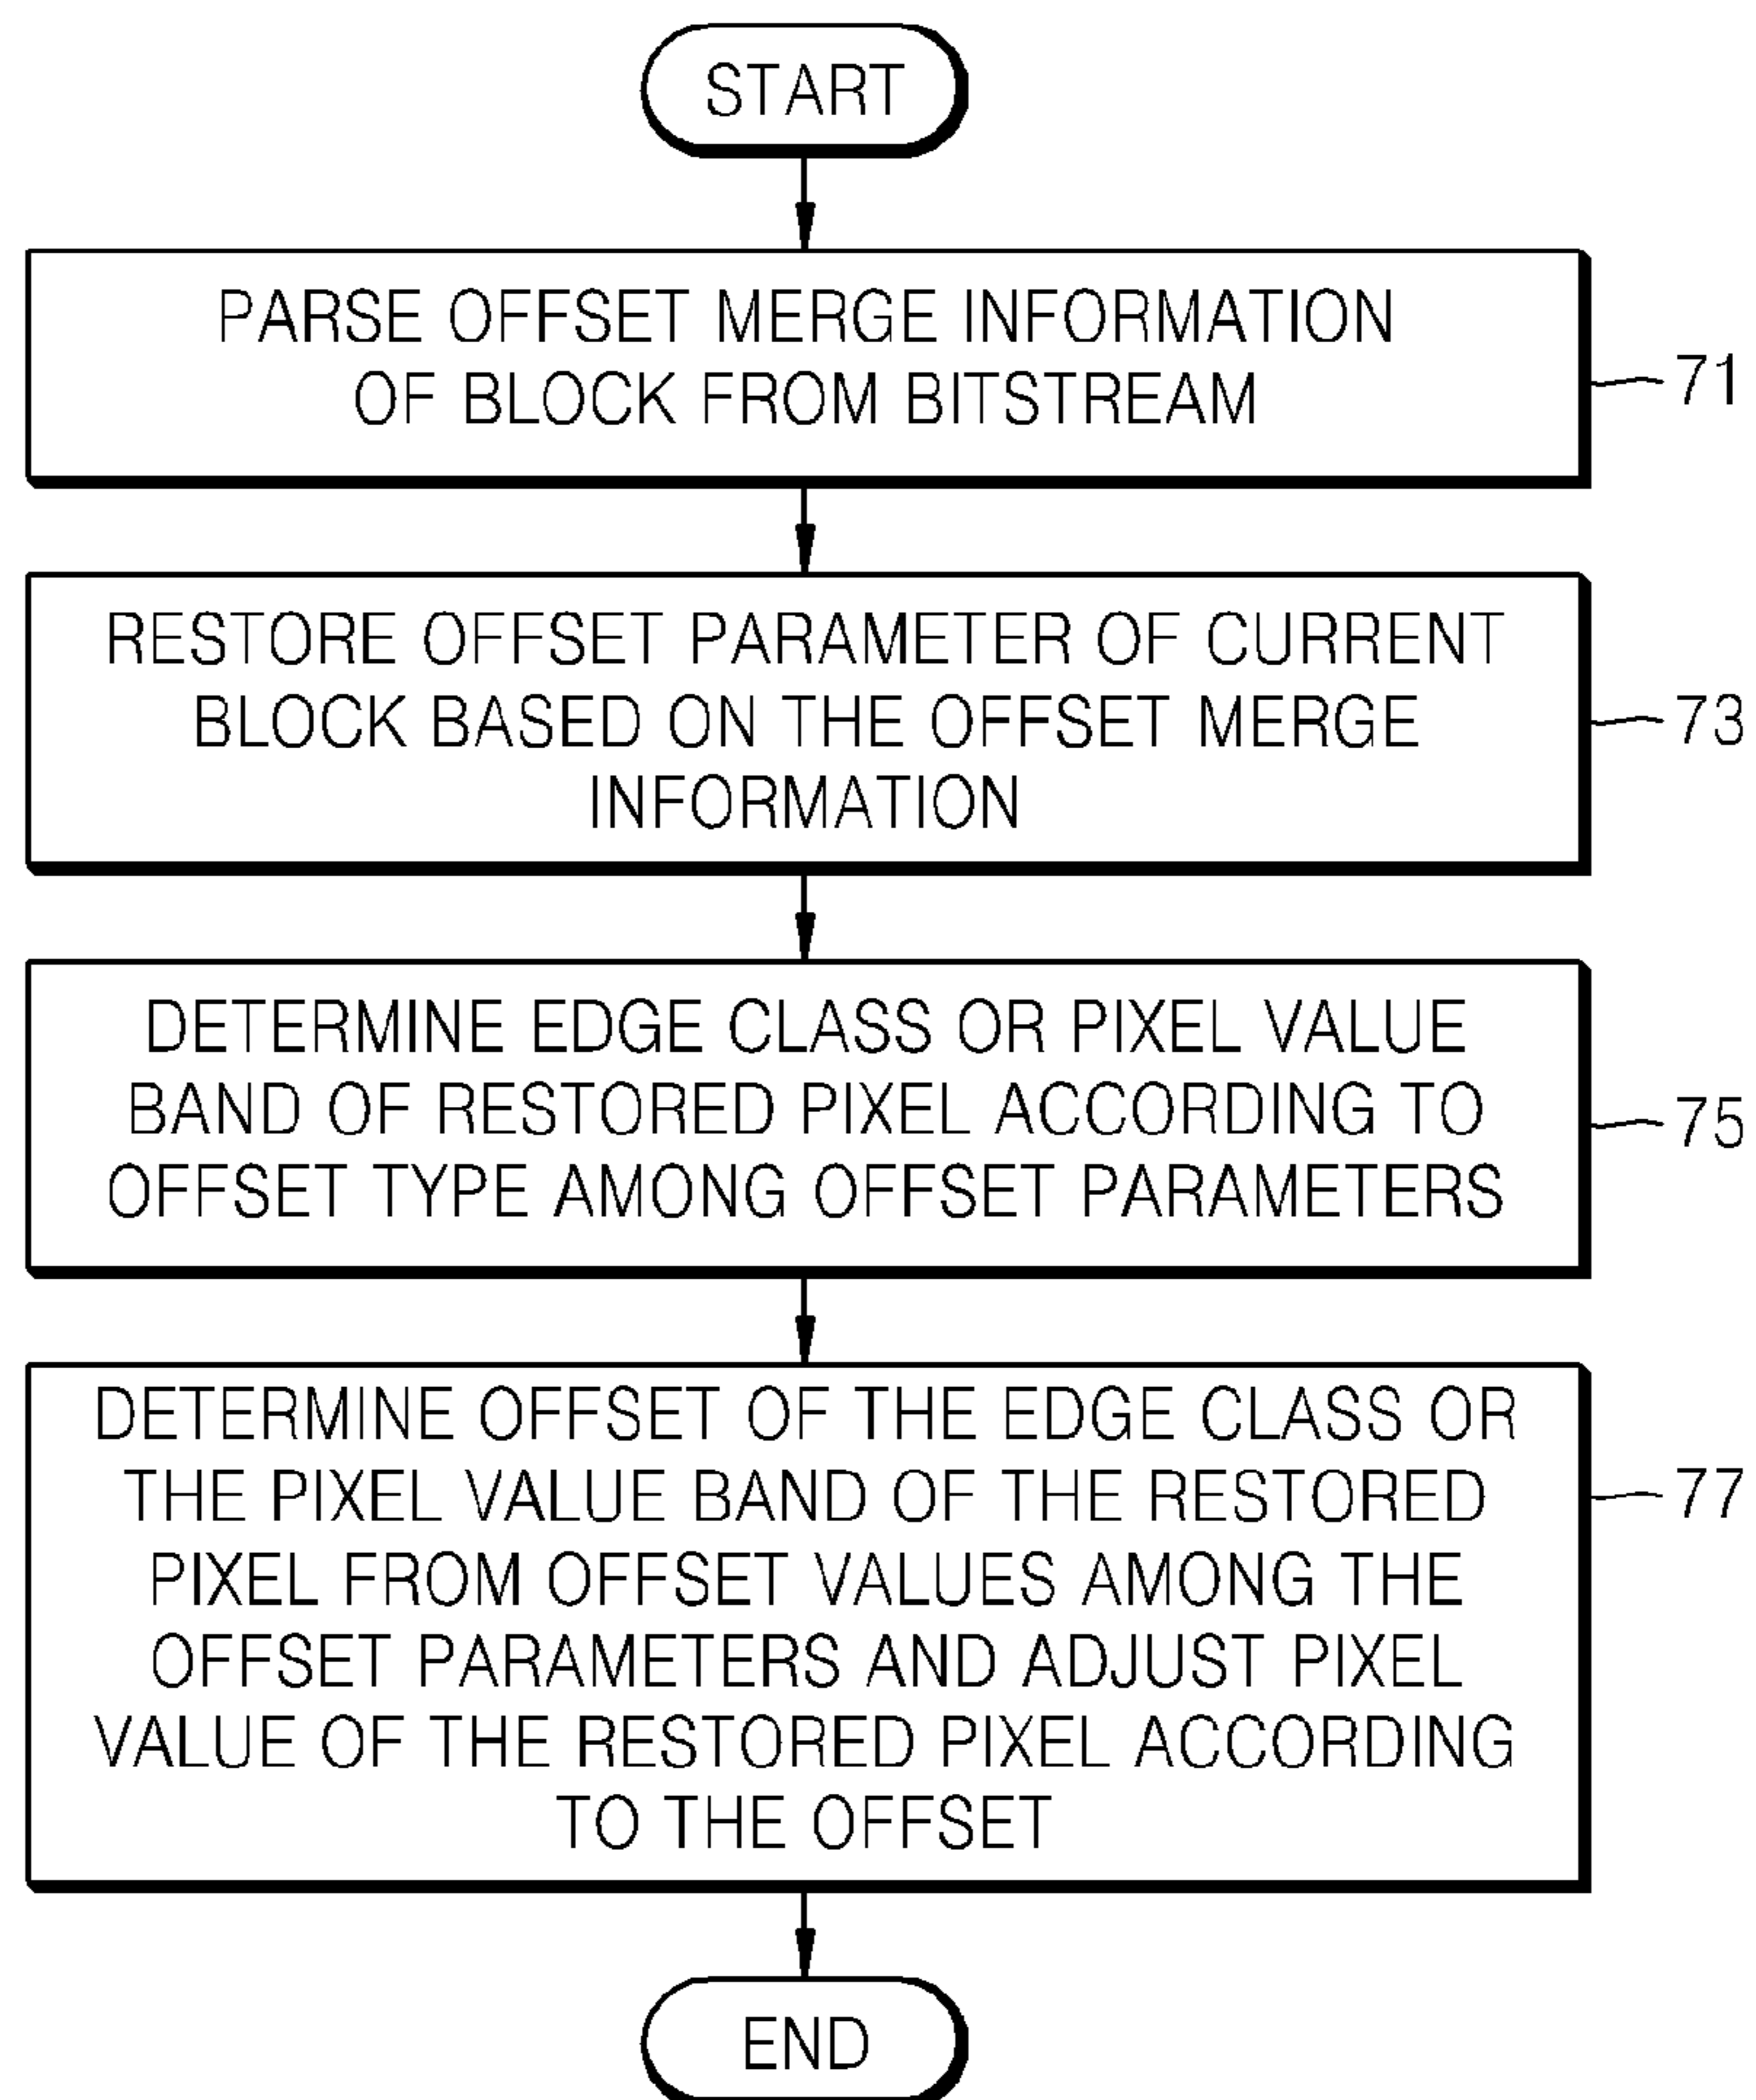 START
PARSE OFFSET MERGE INFORMATION
OF BLOCK FROM BITSTREAM
71
RESTORE OFFSET PARAMETER OF CURRENT
BLOCK BASED ON THE OFFSET MERGE
INFORMATION
73
DETERMINE EDGE CLASS OR PIXEL VALUE
BAND OF RESTORED PIXEL ACCORDING TO
OFFSET TYPE AMONG OFFSET PARAMETERS
75
DETERMINE OFFSET OF THE EDGE CLASS OR
THE PIXEL VALUE BAND OF THE RESTORED
PIXEL FROM OFFSET VALUES AMONG THE
OFFSET PARAMETERS AND ADJUST PIXEL
VALUE OF THE RESTORED PIXEL ACCORDING
TO THE OFFSET
77
END